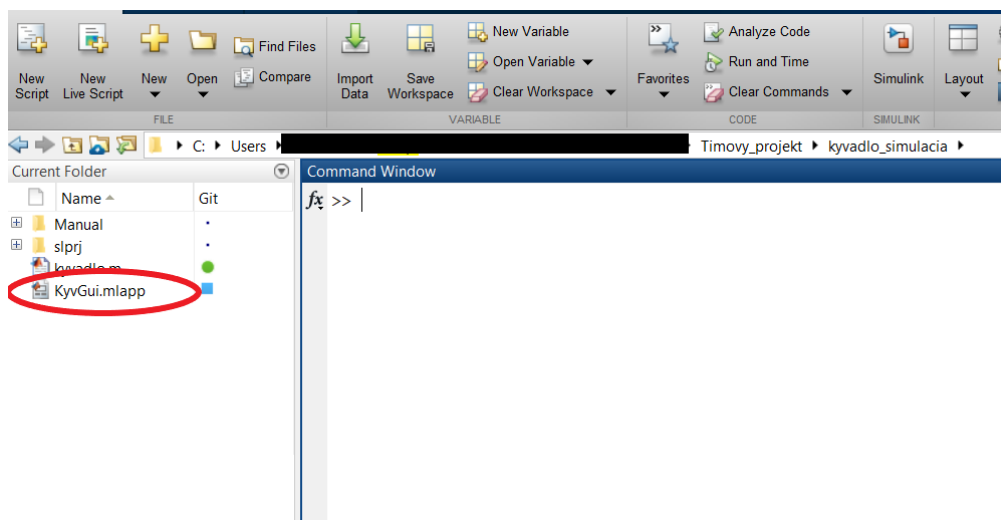 New Variable
Analyze Code
Find Files
Open Variable
Run and Time
New Script
New Live Script
New
Open
Compare
Import Data
Save Workspace
Clear Workspace
Favorites
Clear Commands
Simulink
Layout
FILE
VARIABLE
CODE
SIMULINK
C: Users Timovy_projekt kyvadlo_simulacia
Current Folder
Command Window
Name Git
fx >>
Manual
slprj
kyvadlo.m
KyvGui.mlapp